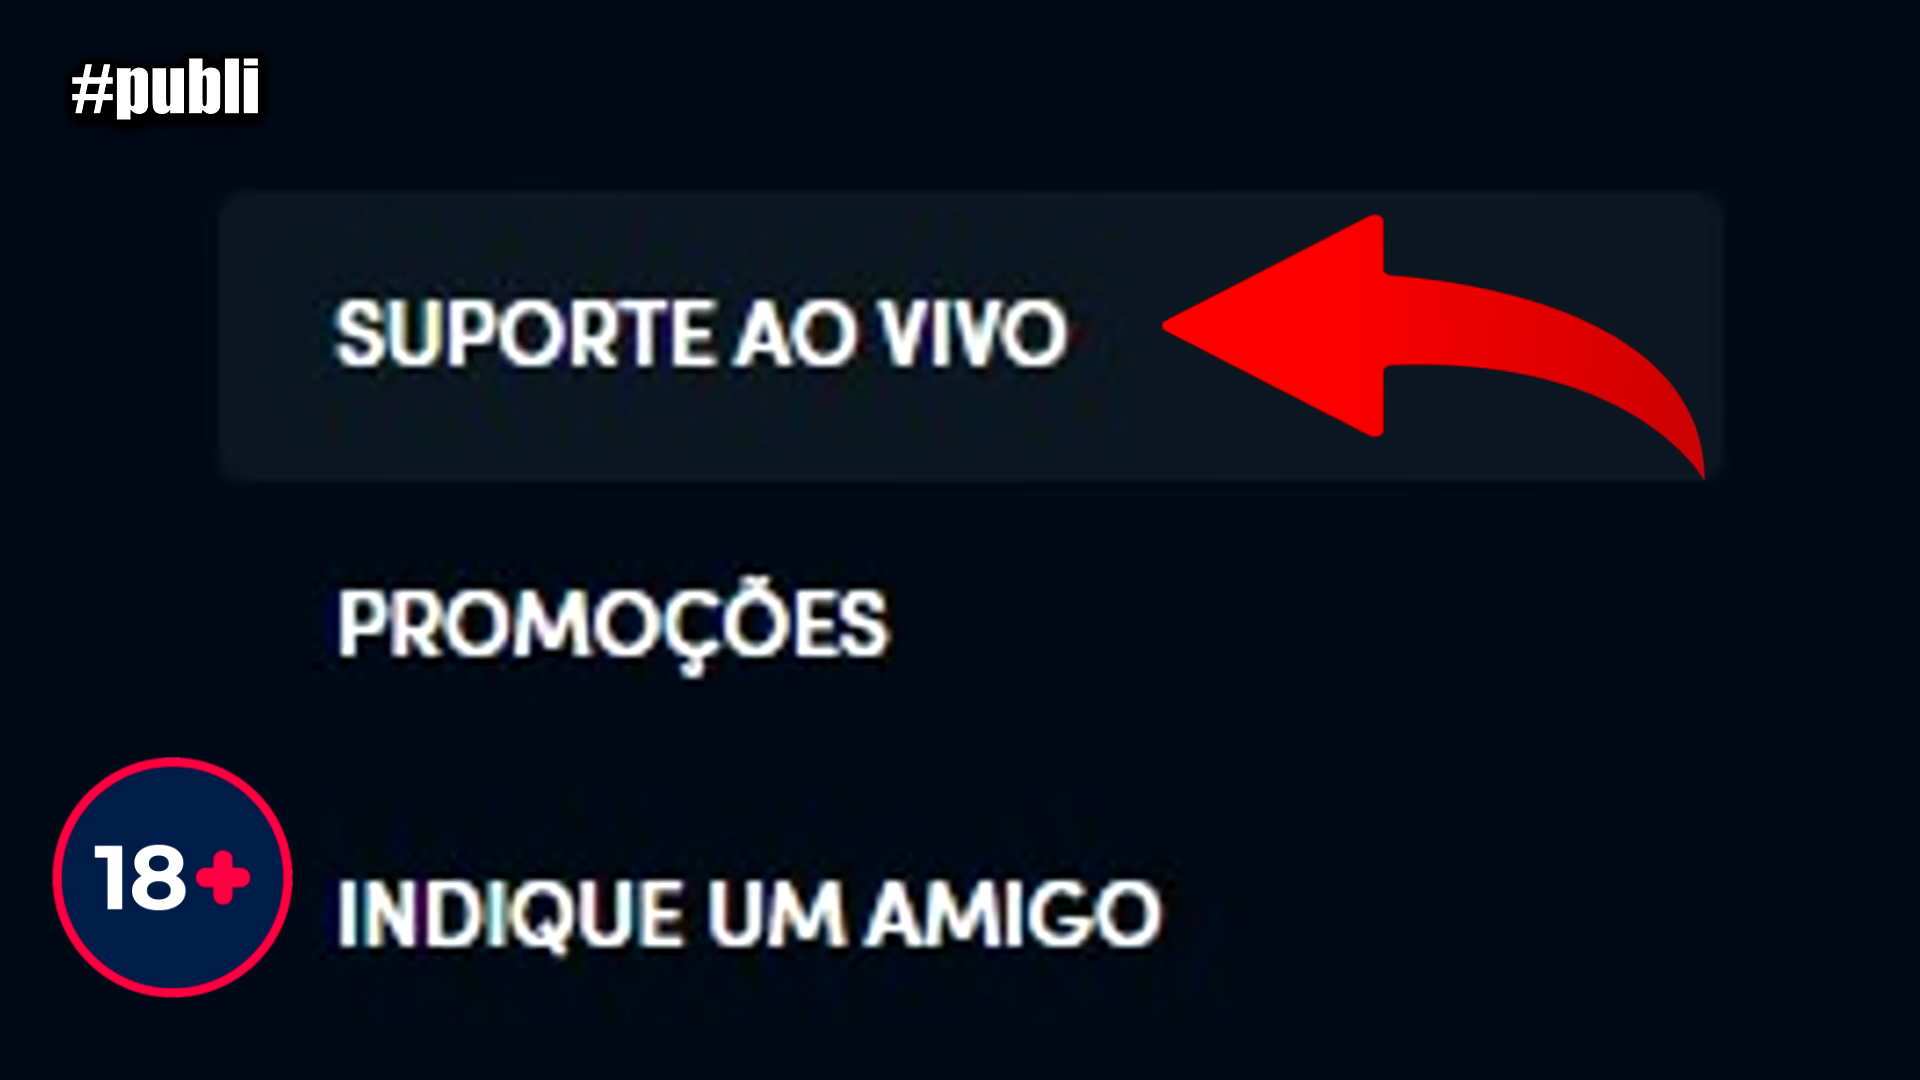 #publi
SUPORTE AO VIVO
PROMOÇÕES
18+
INDIQUE UM AMIGO